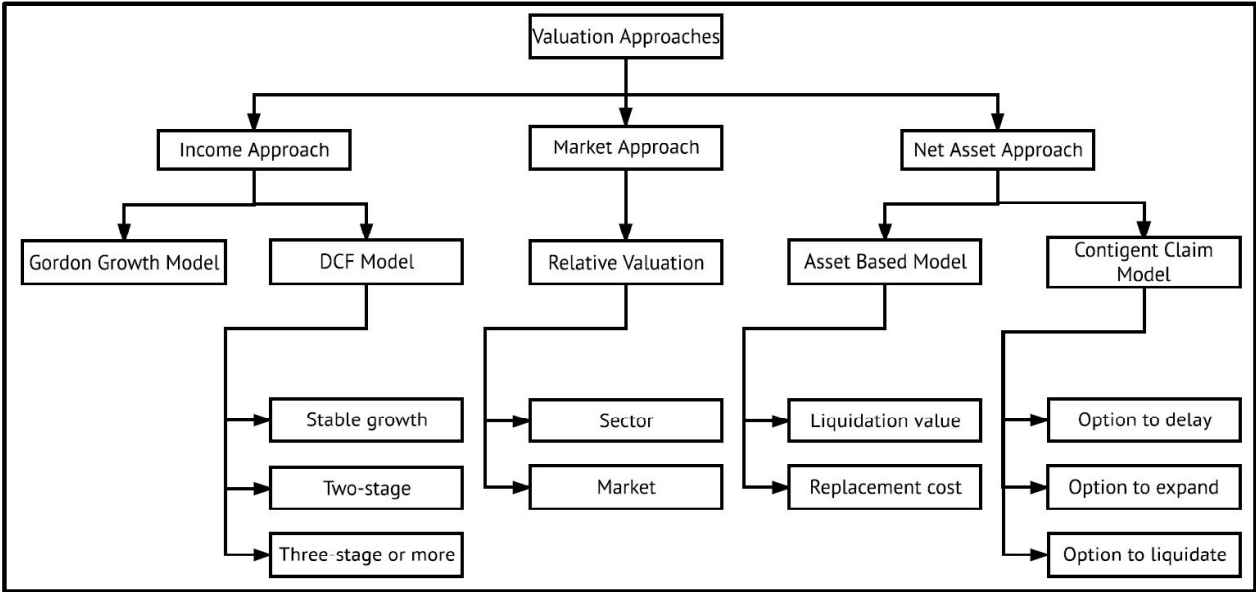 Valuation Approaches
Income Approach
Market Approach
Net Asset Approach
Gordon Growth Model
DCF Model
Relative Valuation
Asset Based Model
Contigent Claim
Model
Stable growth
Sector
Liquidation value
Option to delay
Two-stage
Market
Replacement cost
Option to expand
Three-stage or more
Option to liquidate